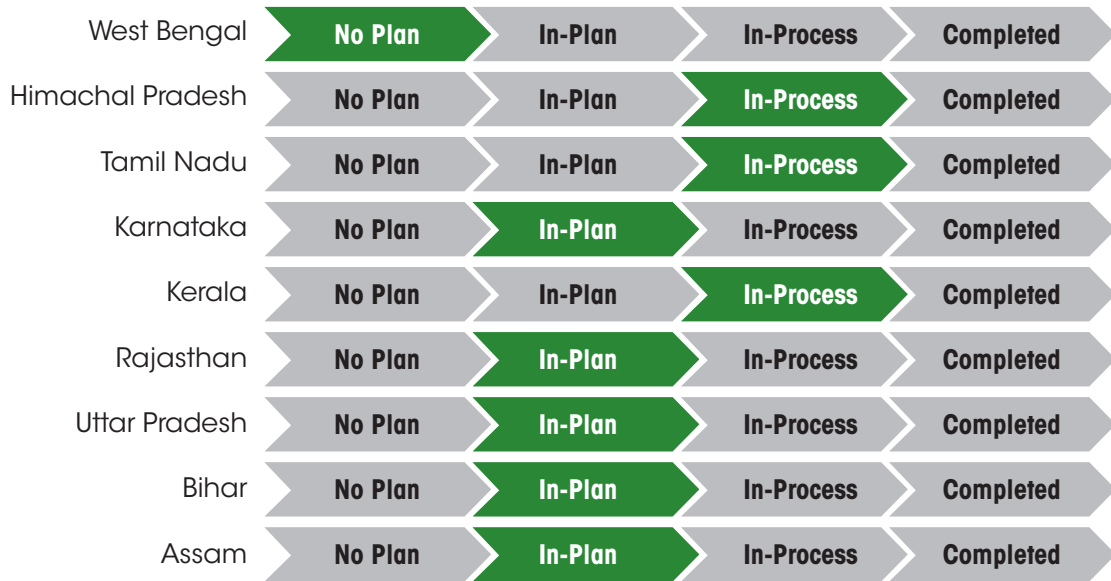 West Bengal No Plan In-Plan In-Process Completed
Himachal Pradesh No Plan In-Plan In-Process Completed
Tamil Nadu No Plan In-Plan In-Process Completed
Karnataka No Plan In-Plan In-Process Completed
Kerala No Plan In-Plan In-Process Completed
Rajasthan No Plan In-Plan In-Process Completed
Uttar Pradesh No Plan In-Plan In-Process Completed
Bihar No Plan In-Plan In-Process Completed
Assam No Plan In-Plan In-Process Completed